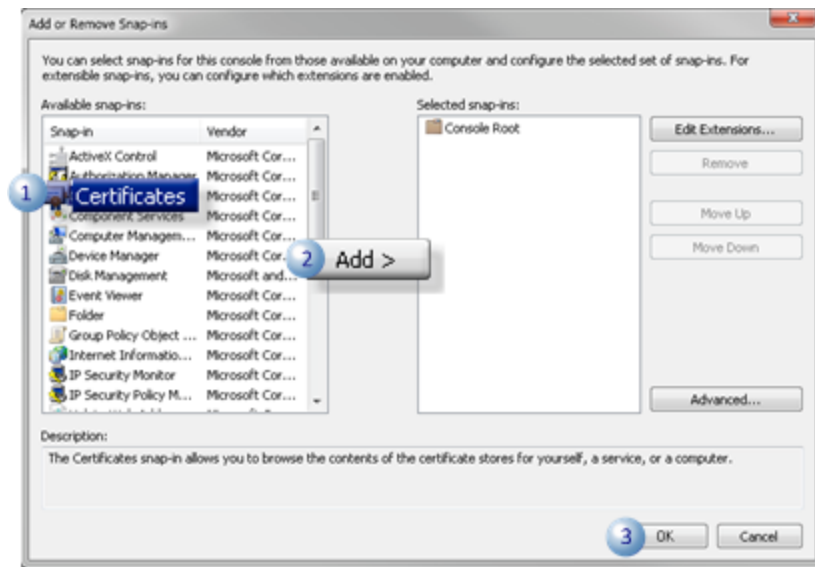 Add or Remove Snap-ins
You can select snap-ins for this console from those available on your computer and configure the selected set of snap-ins. For
extensible snap-ins, you can configure which extensions are enabled.
Available snap-ins:
Selected snap-ins:
Snap-in Vendor
ActiveX Control Microsoft Cor...
Authorization Manager Microsoft Cor...
1 Certificates Microsoft Cor...
Component Services Microsoft Cor...
Computer Managem... Microsoft Cor...
Device Manager Microsoft Cor...
Disk Management Microsoft and...
Event Viewer Microsoft Cor...
Folder Microsoft Cor...
Group Policy Object ... Microsoft Cor...
Internet Informatio... Microsoft Cor...
IP Security Monitor Microsoft Cor...
IP Security Policy M... Microsoft Cor...
2 Add >
Console Root
Edit Extensions...
Remove
Move Up
Move Down
Advanced...
Description:
The Certificates snap-in allows you to browse the contents of the certificate stores for yourself, a service, or a computer.
3 OK Cancel